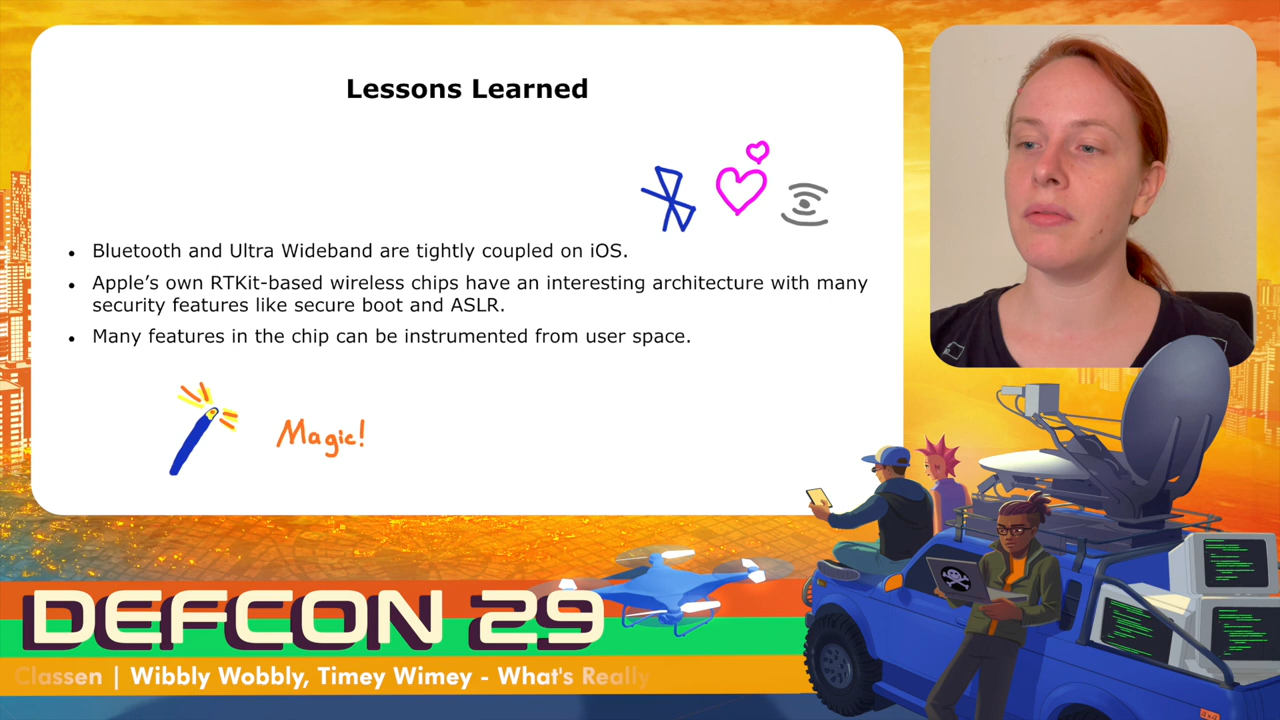 Lessons Learned
• Bluetooth and Ultra Wideband are tightly coupled on iOS.
• Apple’s own RTKit-based wireless chips have an interesting architecture with many
security features like secure boot and ASLR.
• Many features in the chip can be instrumented from user space.
Magic!
DEFCON 29
Classen | Wibbly Wobbly, Timey Wimey - What's Really